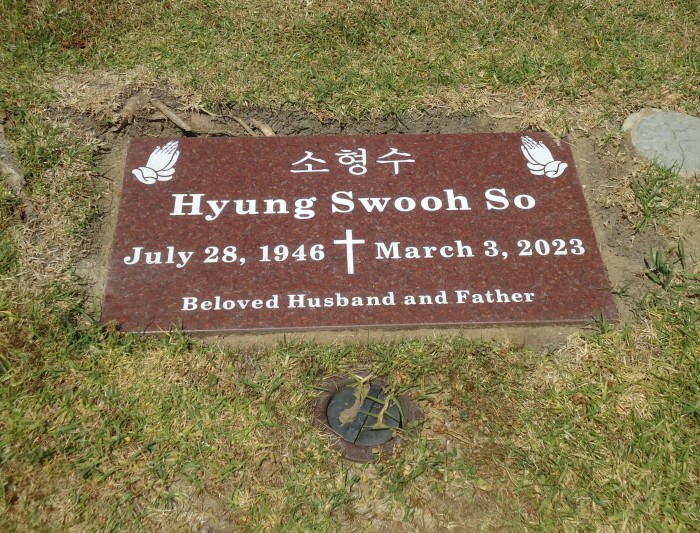 소형수
Hyung Swooh So
July 28, 1946 March 3, 2023
Beloved Husband and Father